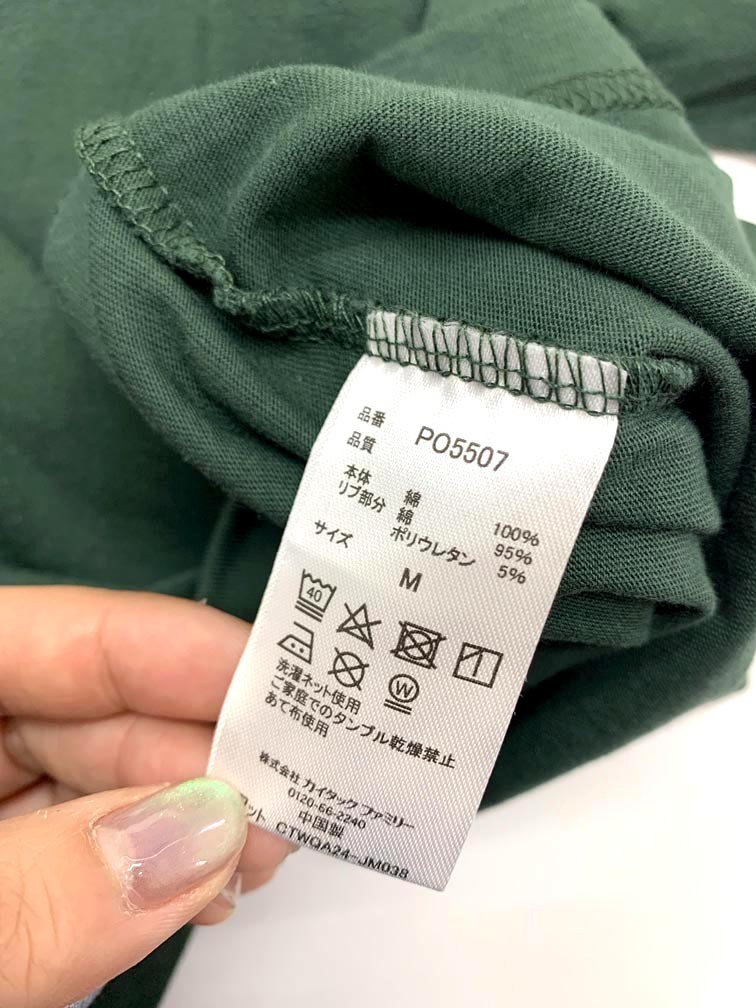 品番 PO5507
品質
本体 綿 100%
リブ部分 綿 95%
ポリウレタン 5%
サイズ M
40
W
洗濯ネット使用
ご家庭でのタンブル乾燥禁止
あて布使用
株式会社 カイタック ファミリー
0120-66-2240
中国製
ット CTWQA24-JM038